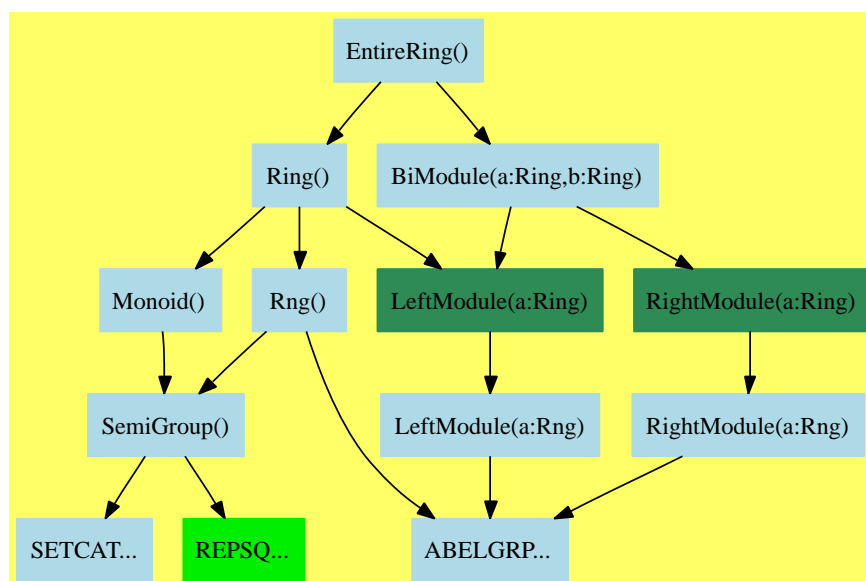 EntireRing()
Ring()
BiModule(a:Ring,b:Ring)
Monoid()
Rng()
LeftModule(a:Ring)
RightModule(a:Ring)
SemiGroup()
LeftModule(a:Rng)
RightModule(a:Rng)
SETCAT...
REPSQ...
ABELGRP...